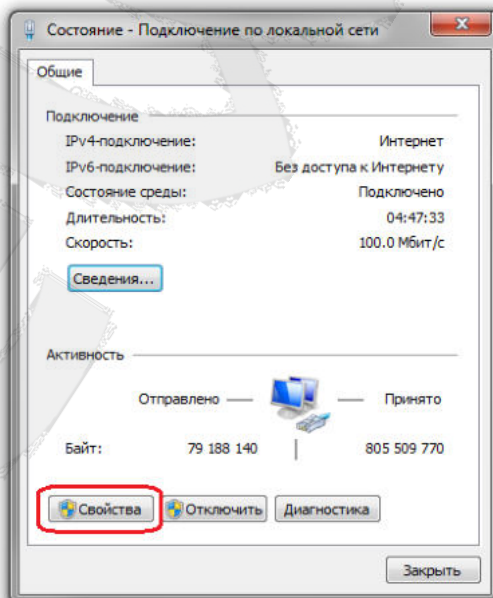 Состояние - Подключение по локальной сети
Общие
Подключение
IPv4-подключение: Интернет
IPv6-подключение: Без доступа к Интернету
Состояние среды: Подключено
Длительность: 04:47:33
Скорость: 100.0 Мбит/с
Сведения...
Активность
Отправлено — Принято
Байт: 79 188 140 | 805 509 770
Свойства Отключить Диагностика
Закрыть